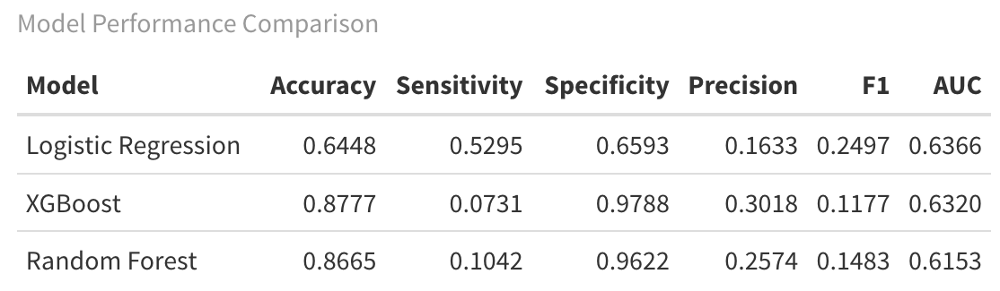 Model Performance Comparison
Model Accuracy Sensitivity Specificity Precision F1 AUC
Logistic Regression 0.6448 0.5295 0.6593 0.1633 0.2497 0.6366
XGBoost 0.8777 0.0731 0.9788 0.3018 0.1177 0.6320
Random Forest 0.8665 0.1042 0.9622 0.2574 0.1483 0.6153